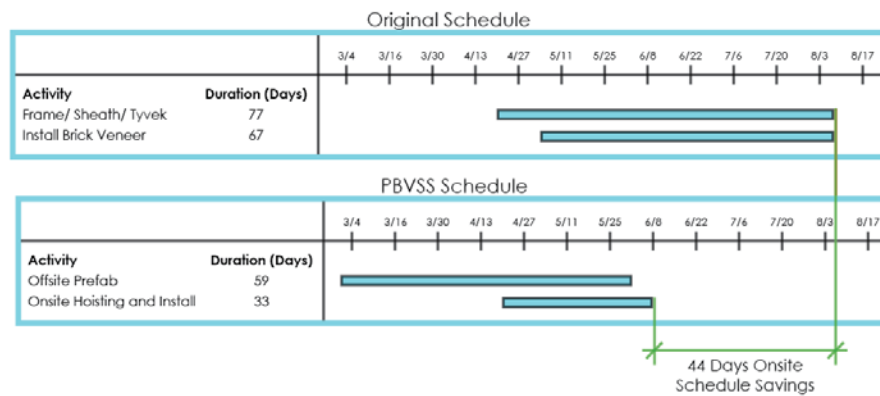 Original Schedule
3/4 3/16 3/30 4/13 4/27 5/11 5/25 6/8 6/22 7/6 7/20 8/3 8/17
Activity Duration (Days)
Frame/ Sheath/ Tyvek 77
Install Brick Veneer 67
PBVSS Schedule
3/4 3/16 3/30 4/13 4/27 5/11 5/25 6/8 6/22 7/6 7/20 8/3 8/17
Activity Duration (Days)
Offsite Prefab 59
Onsite Hoisting and Install 33
44 Days Onsite
Schedule Savings